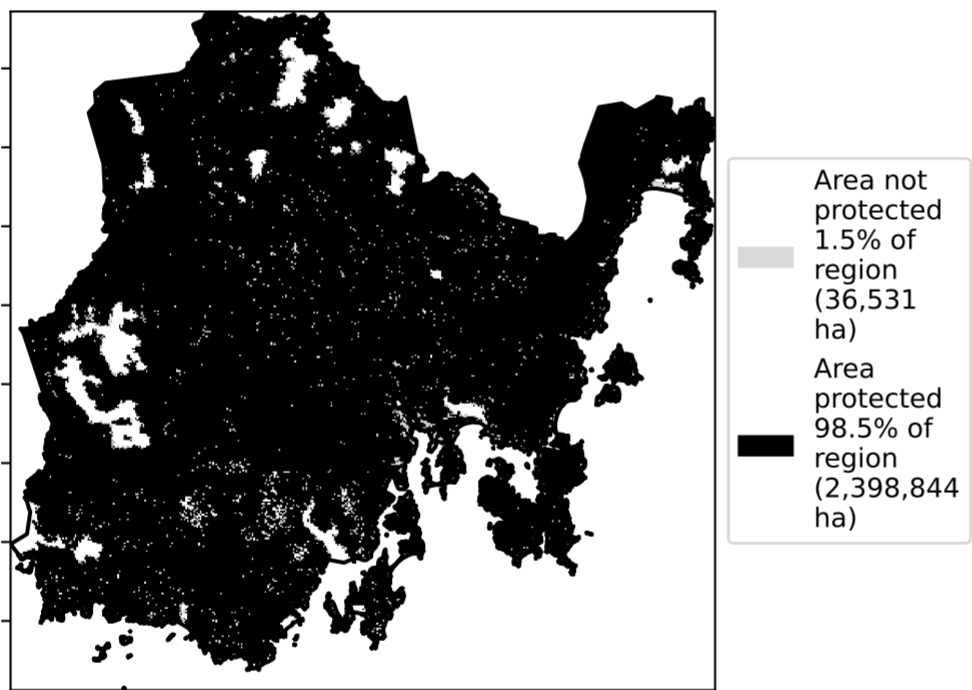 Area not
protected
1.5% of
region
(36,531
ha)
Area
protected
98.5% of
region
(2,398,844
ha)